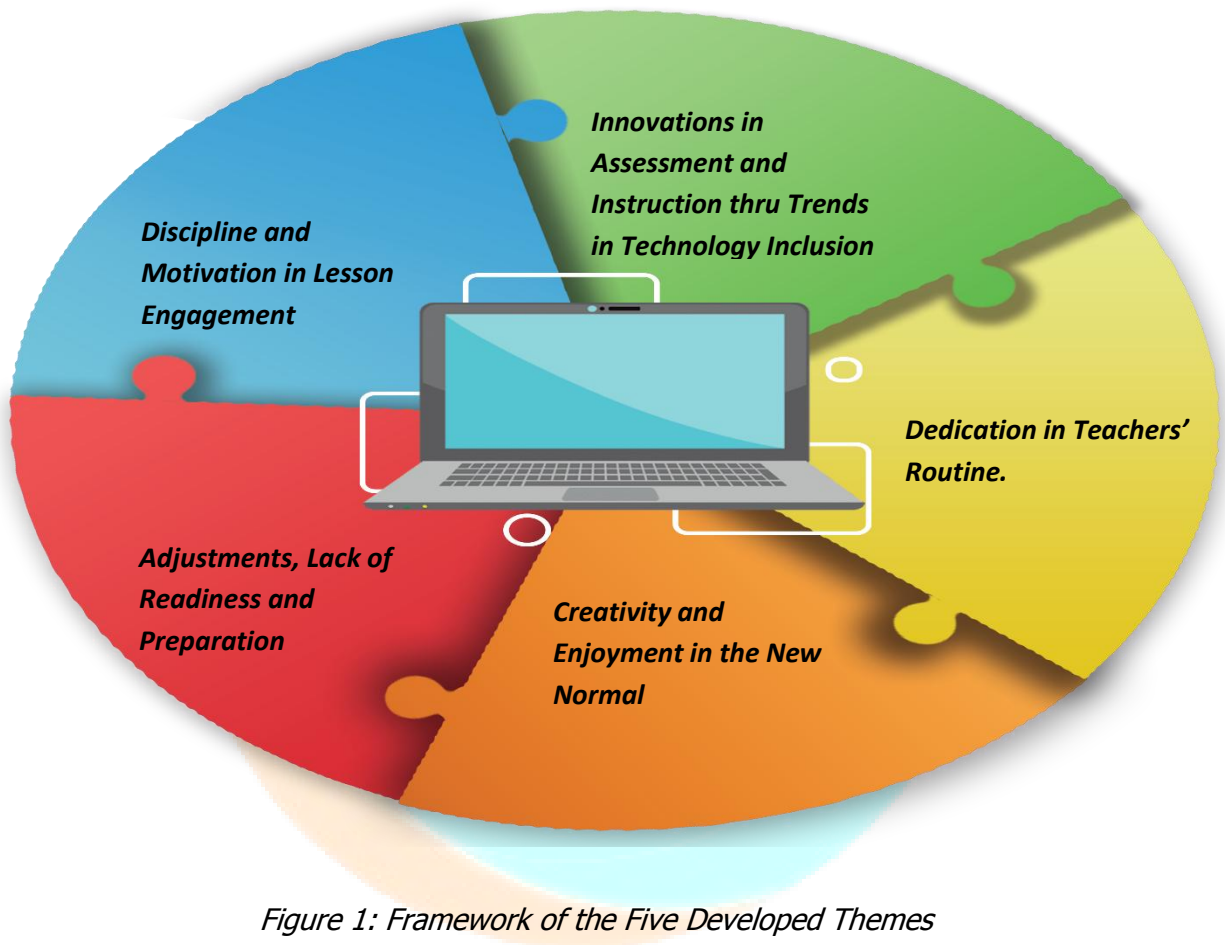 Innovations in
Assessment and
Instruction thru Trends
in Technology Inclusion
Discipline and
Motivation in Lesson
Engagement
Dedication in Teachers’
Routine.
Adjustments, Lack of
Readiness and
Preparation
Creativity and
Enjoyment in the New
Normal
Figure 1: Framework of the Five Developed Themes